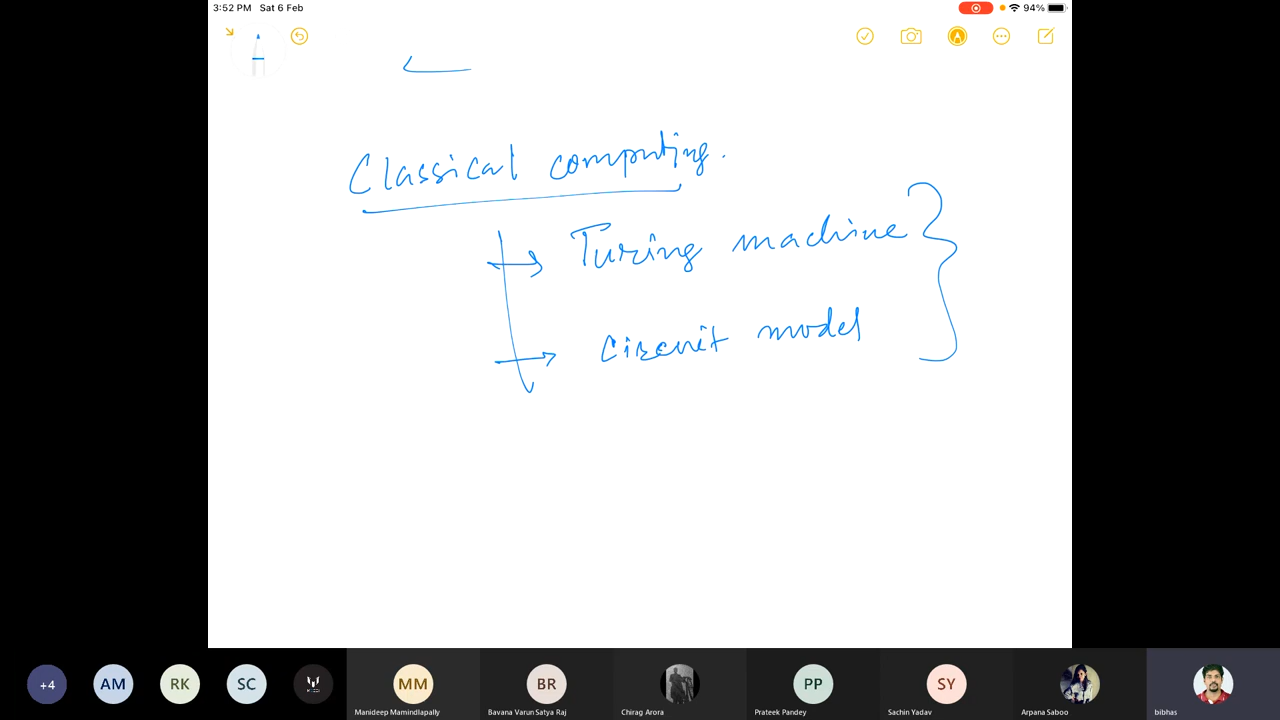 3:52 PM Sat 6 Feb 94%
Classical computing.
Turing machine
circuit model
+4 AM RK SC MM BR PP SY
Manideep Mamindlapally Bavana Varun Satya Raj Chirag Arora Prateek Pandey Sachin Yadav Arpana Saboo bibhas